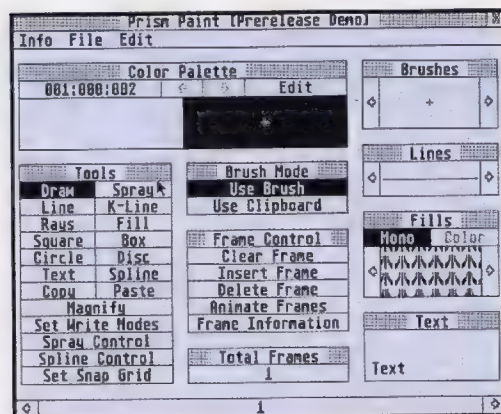 Prism Paint [Prerelease Demo]
Info File Edit
Color Palette
001:000:002 Edit
Brushes
Lines
Tools
Draw Spray
Line K-Line
Rays Fill
Square Box
Circle Disc
Text Spline
Copy Paste
Magnify
Set Write Modes
Spray Control
Spline Control
Set Snap Grid
Brush Mode
Use Brush
Use Clipboard
Frame Control
Clear Frame
Insert Frame
Delete Frame
Animate Frames
Frame Information
Total Frames
1
Fills
Mono Color
Text
Text
1